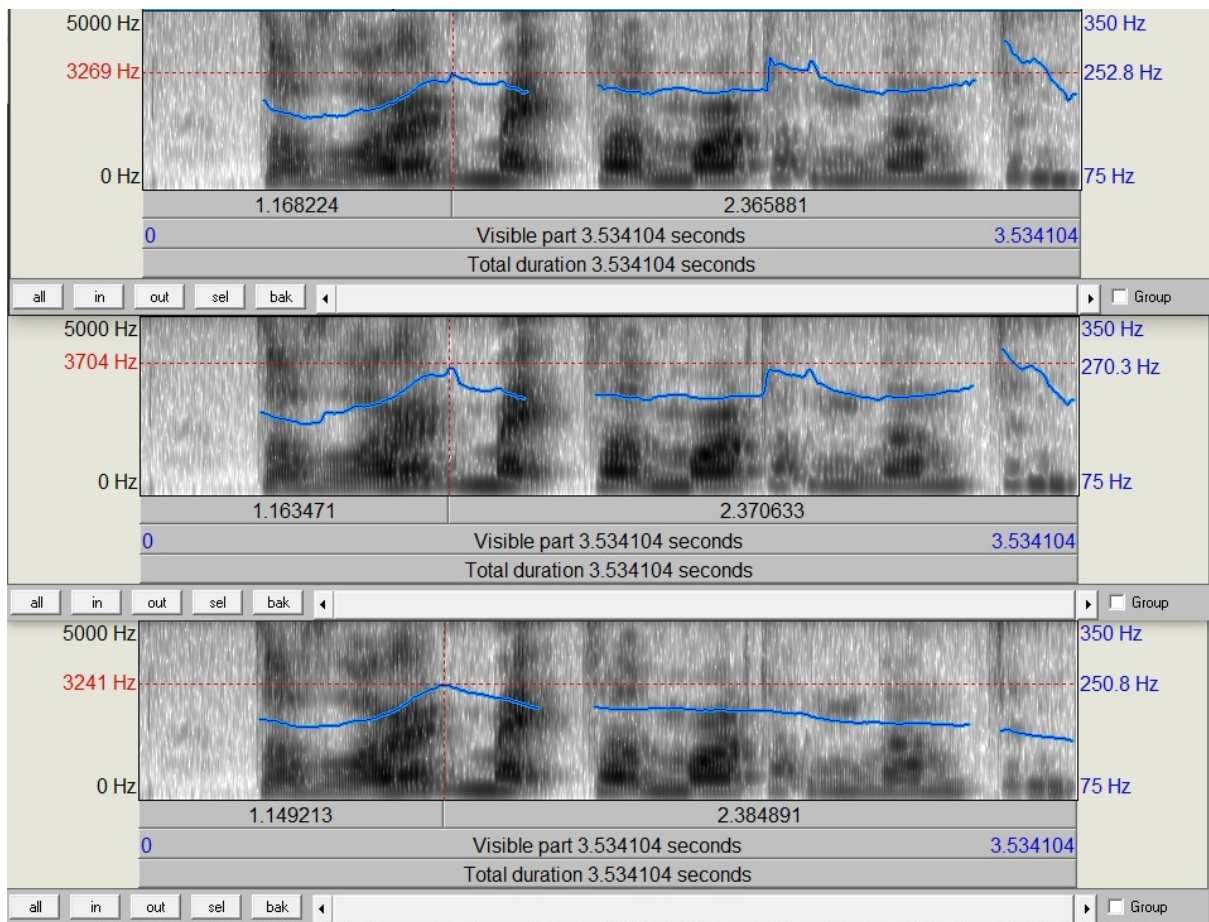 5000 Hz 350 Hz
3269 Hz 252.8 Hz
0 Hz 75 Hz
1.168224 2.365881
0 Visible part 3.534104 seconds 3.534104
Total duration 3.534104 seconds
all in out sel bak Group
5000 Hz 350 Hz
3704 Hz 270.3 Hz
0 Hz 75 Hz
1.163471 2.370633
0 Visible part 3.534104 seconds 3.534104
Total duration 3.534104 seconds
all in out sel bak Group
5000 Hz 350 Hz
3241 Hz 250.8 Hz
0 Hz 75 Hz
1.149213 2.384891
0 Visible part 3.534104 seconds 3.534104
Total duration 3.534104 seconds
all in out sel bak Group